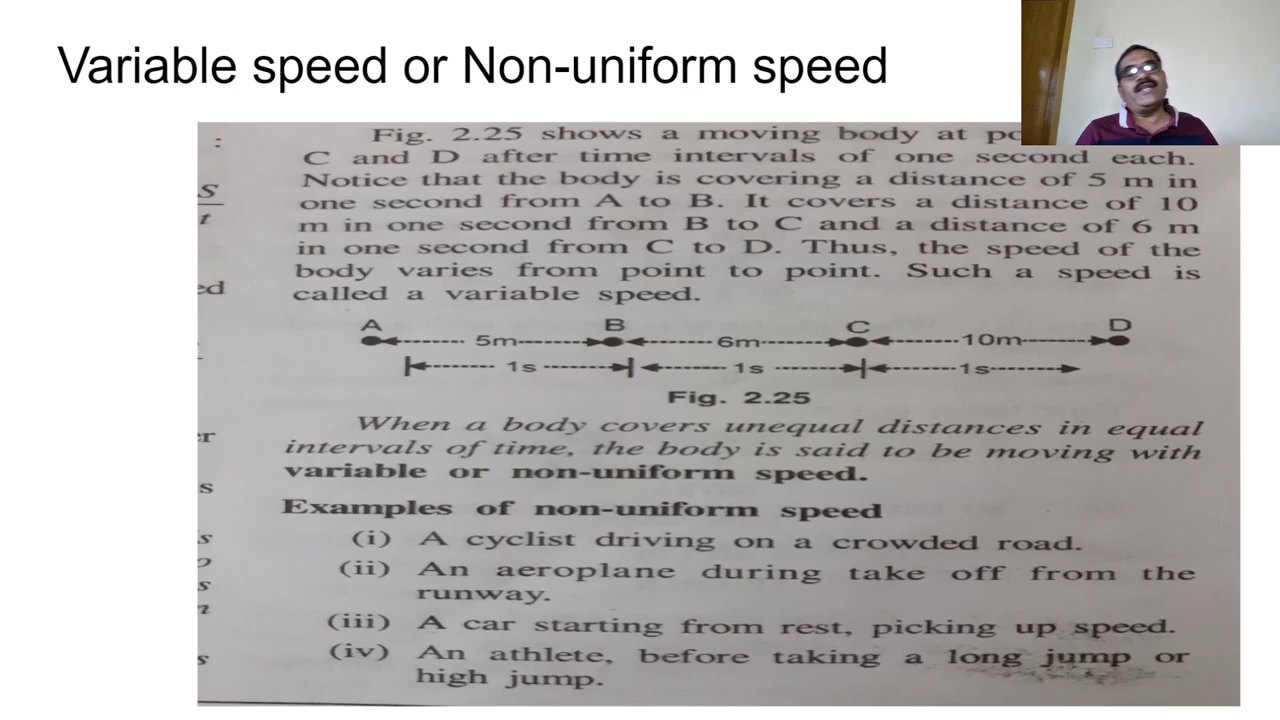 Variable speed or Non-uniform speed
Fig. 2.25 shows a moving body at
C and D after time intervals of one second each.
Notice that the body is covering a distance of 5 m in
one second from A to B. It covers a distance of 10
m in one second from B to C and a distance of 6 m
in one second from C to D. Thus, the speed of the
body varies from point to point. Such a speed is
called a variable speed.
A B C D
5m 6m 10m
1s 1s 1s
Fig. 2.25
When a body covers unequal distances in equal
intervals of time, the body is said to be moving with
variable or non-uniform speed.
Examples of non-uniform speed
(i) A cyclist driving on a crowded road.
(ii) An aeroplane during take off from the
runway.
(iii) A car starting from rest, picking up speed.
(iv) An athlete, before taking a long jump or
high jump.
:
S
t
ed
er
s
s
s
s